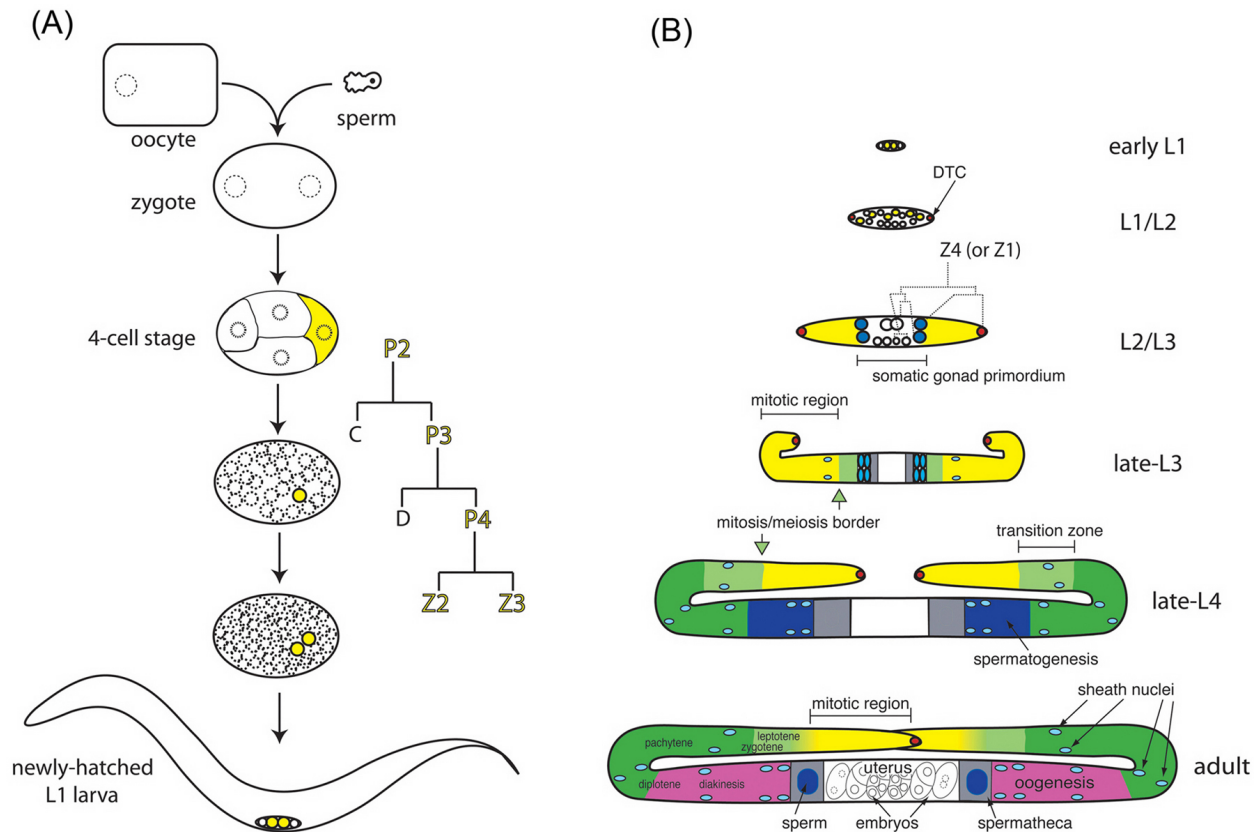 (A)
oocyte
sperm
zygote
4-cell stage
P2
C
P3
D
P4
Z2
Z3
newly-hatched
L1 larva
(B)
early L1
DTC
L1/L2
Z4 (or Z1)
L2/L3
somatic gonad primordium
mitotic region
late-L3
mitosis/meiosis border
transition zone
late-L4
spermatogenesis
mitotic region
sheath nuclei
pachytene
leptotene
zygotene
adult
uterus
diplotene
diakinesis
oogenesis
sperm
embryos
spermatheca